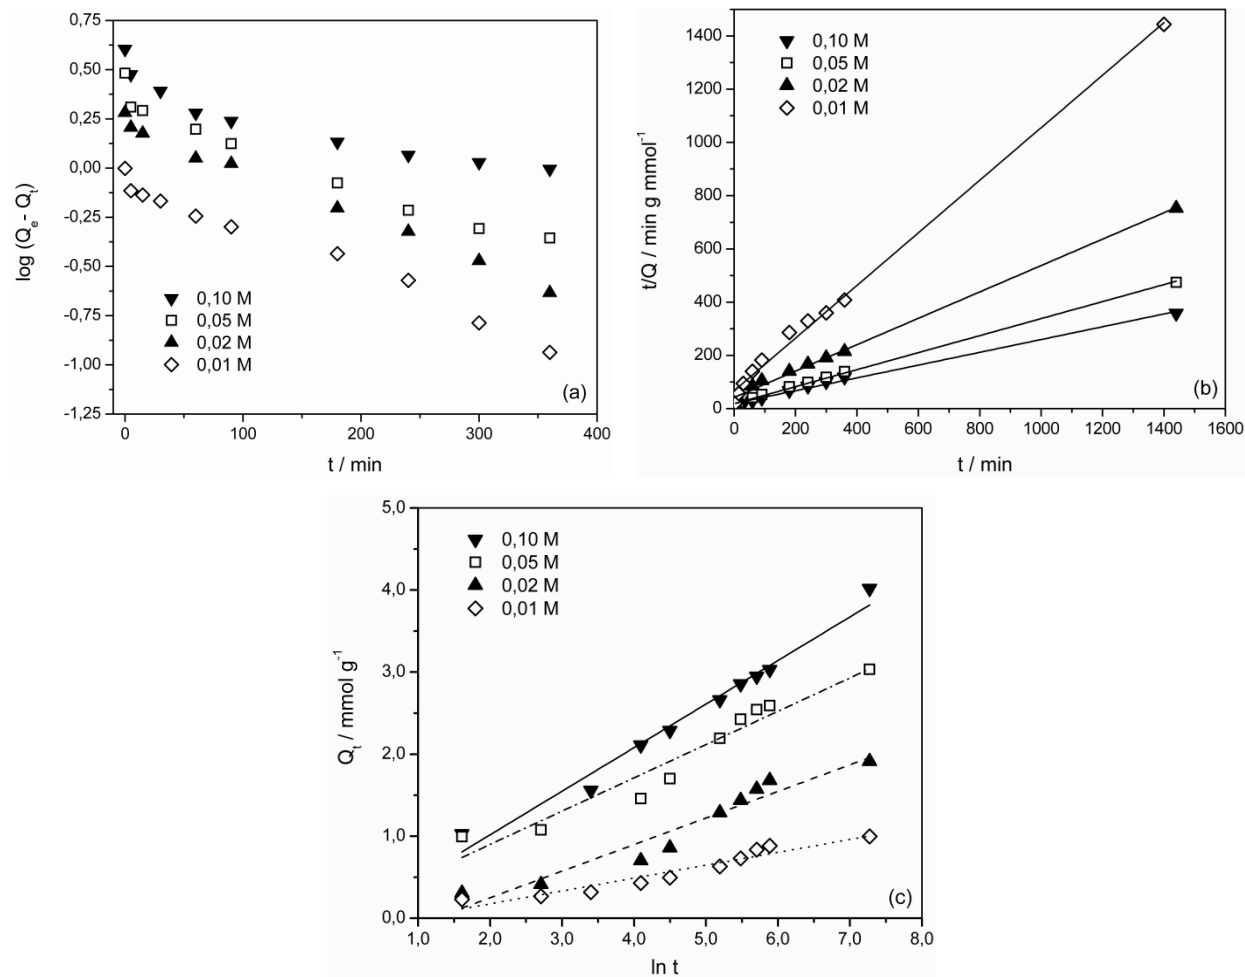 0,75
0,50
0,25
0,00
-0,25
-0,50
-0,75
-1,00
-1,25
log (Qe - Qt)
0,10 M
0,05 M
0,02 M
0,01 M
(a)
0 100 200 300 400
t / min
1400
1200
1000
800
600
400
200
0
t/Q / min g mmol-1
0,10 M
0,05 M
0,02 M
0,01 M
(b)
0 200 400 600 800 1000 1200 1400 1600
t / min
5,0
4,0
3,0
2,0
1,0
0,0
Qt / mmol g-1
0,10 M
0,05 M
0,02 M
0,01 M
(c)
1,0 2,0 3,0 4,0 5,0 6,0 7,0 8,0
ln t